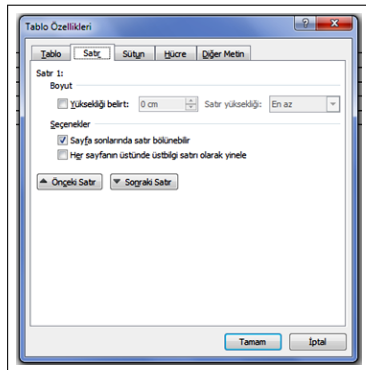 Tablo Özellikleri
Tablo Satır Sütun Hücre Diğer Metin
Satır 1:
Boyut
Yüksekliği belirt: 0 cm Satır yüksekliği: En az
Seçenekler
Sayfa sonlarında satır bölünebilir
Her sayfanın üstünde üstbilgi satırı olarak yinele
Önceki Satır Sonraki Satır
Tamam İptal